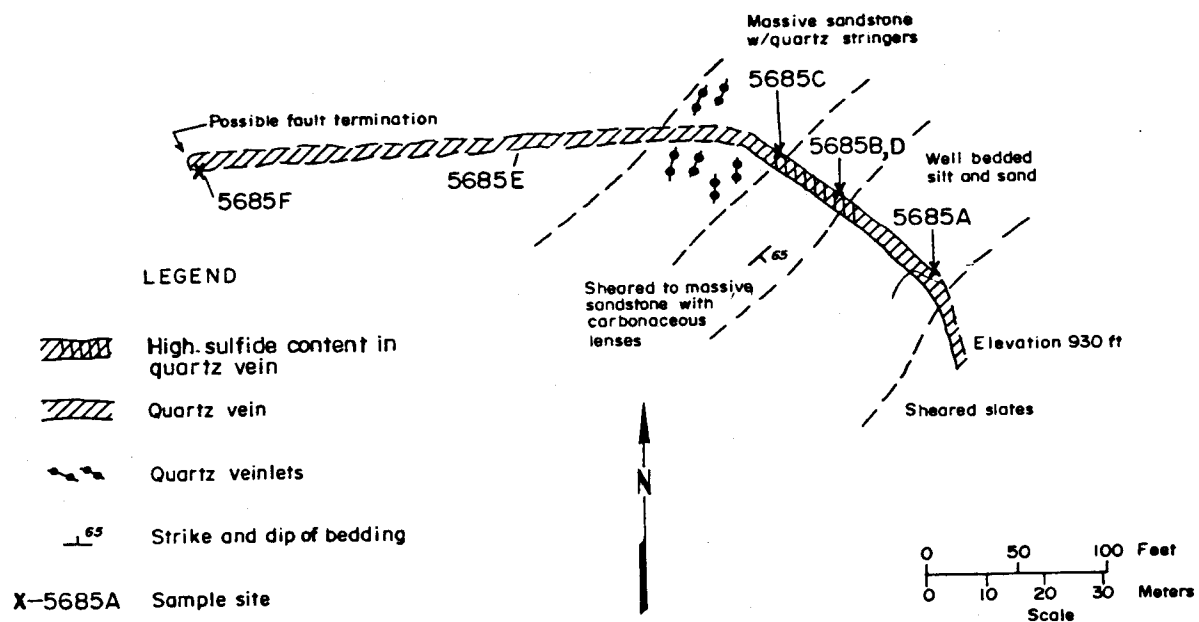 Massive sandstone
w/quartz stringers
5685C
Possible fault termination
5685B,D
Well bedded
silt and sand
5685E
5685F
5685A
65
LEGEND
Sheared to massive
sandstone with
carbonaceous
lenses
High-sulfide content in
quartz vein
Elevation 930 ft
Quartz vein
Sheared slates
Quartz veinlets
N
65
Strike and dip of bedding
0 50 100 Feet
0 10 20 30 Meters
Scale
X-5685A Sample site